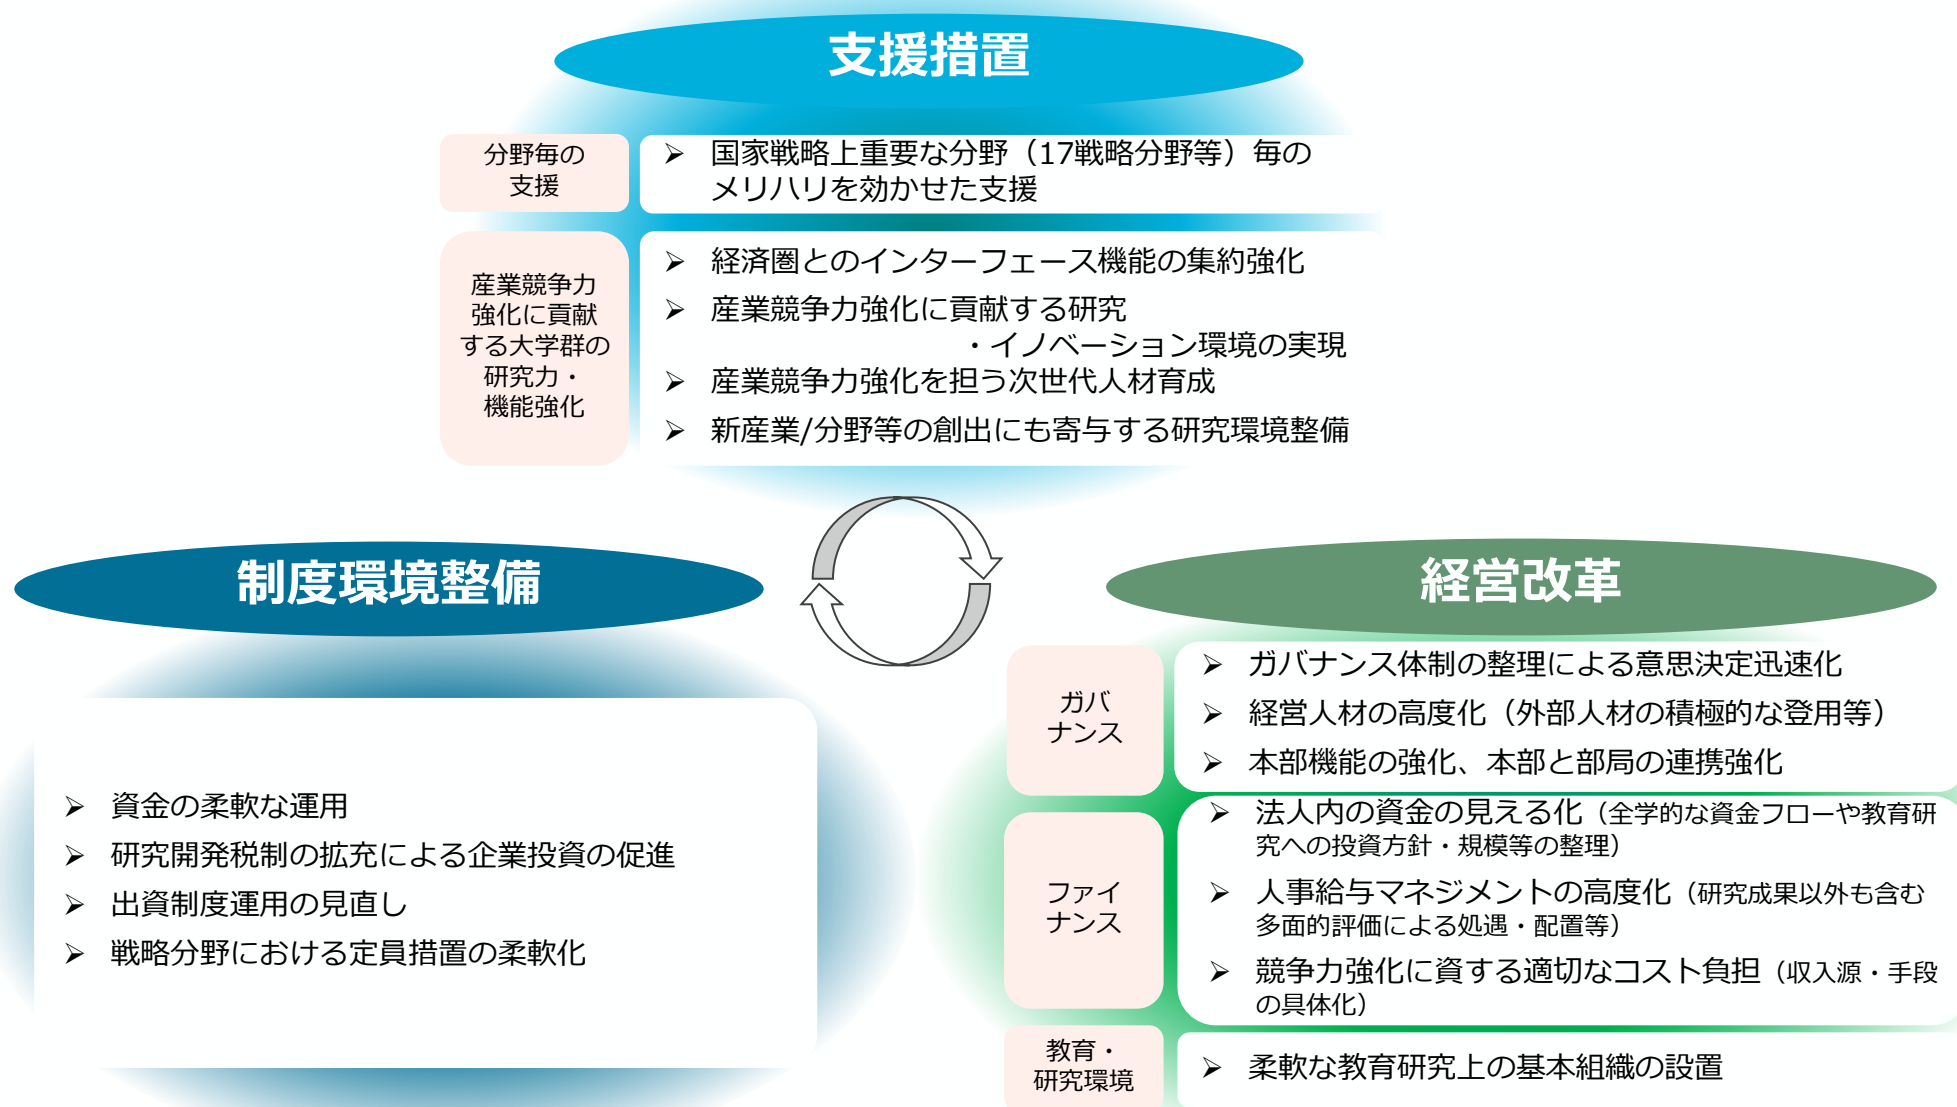 支援措置
分野毎の
支援
➢ 国家戦略上重要な分野（17戦略分野等）毎の
メリハリを効かせた支援
産業競争力
強化に貢献
する大学群の
研究力・
機能強化
➢ 経済圏とのインターフェース機能の集約強化
➢ 産業競争力強化に貢献する研究
・イノベーション環境の実現
➢ 産業競争力強化を担う次世代人材育成
➢ 新産業/分野等の創出にも寄与する研究環境整備
制度環境整備
➢ 資金の柔軟な運用
➢ 研究開発税制の拡充による企業投資の促進
➢ 出資制度運用の見直し
➢ 戦略分野における定員措置の柔軟化
経営改革
ガバ
ナンス
➢ ガバナンス体制の整理による意思決定迅速化
➢ 経営人材の高度化（外部人材の積極的な登用等）
➢ 本部機能の強化、本部と部局の連携強化
ファイ
ナンス
➢ 法人内の資金の見える化（全学的な資金フローや教育研
究への投資方針・規模等の整理）
➢ 人事給与マネジメントの高度化（研究成果以外も含む
多面的評価による処遇・配置等）
➢ 競争力強化に資する適切なコスト負担（収入源・手段
の具体化）
教育・
研究環境
➢ 柔軟な教育研究上の基本組織の設置